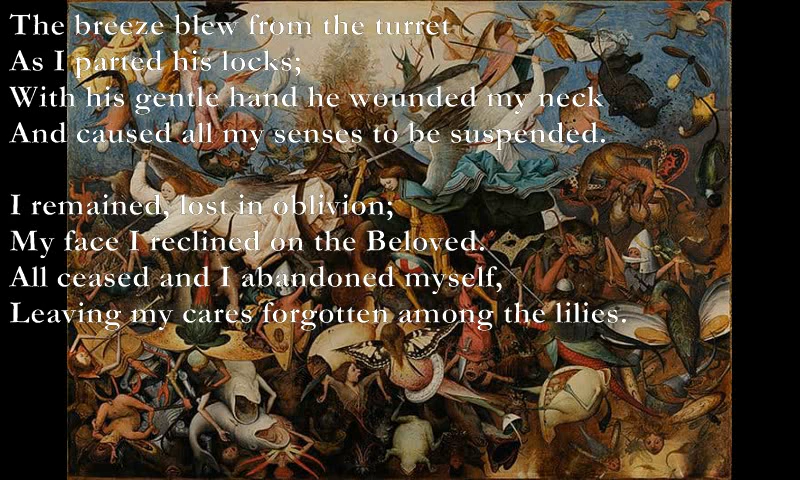 The breeze blew from the turret
As I parted his locks;
With his gentle hand he wounded my neck
And caused all my senses to be suspended.
I remained, lost in oblivion;
My face I reclined on the Beloved.
All ceased and I abandoned myself,
Leaving my cares forgotten among the lilies.